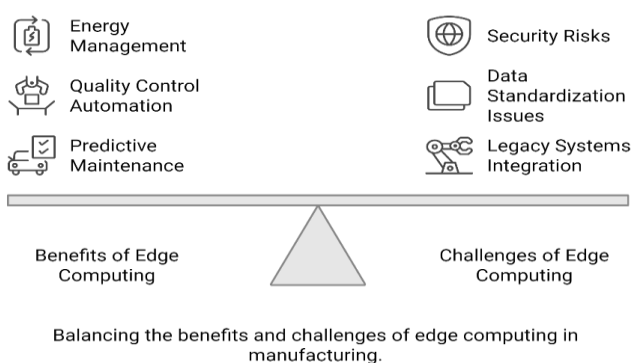 Energy
Management
Quality Control
Automation
Predictive
Maintenance
Security Risks
Data
Standardization
Issues
Legacy Systems
Integration
Benefits of Edge
Computing
Challenges of Edge
Computing
Balancing the benefits and challenges of edge computing in
manufacturing.